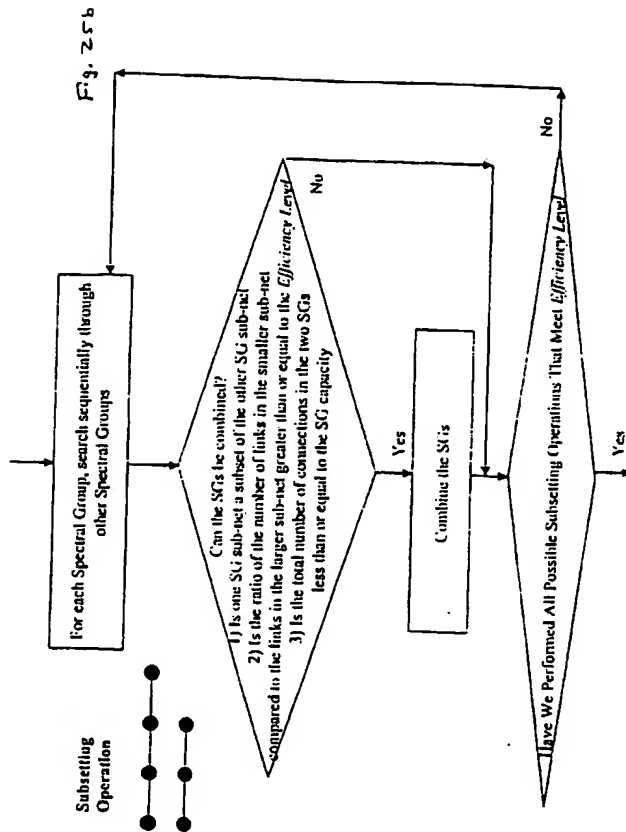 Fig. 25b
Subsetting
Operation
For each Spectral Group, search sequentially through
other Spectral Groups
Can the SGs be combined?
1) Is one SG sub-net a subset of the other SG sub-net
2) Is the ratio of the number of links in the smaller sub-net
compared to the links in the larger sub-net greater than or equal to the Efficiency Level
3) Is the total number of connections in the two SGs
less than or equal to the SG capacity
No
Yes
Combine the SGs
Have We Performed All Possible Subsetting Operations That Meet Efficiency Level
No
Yes